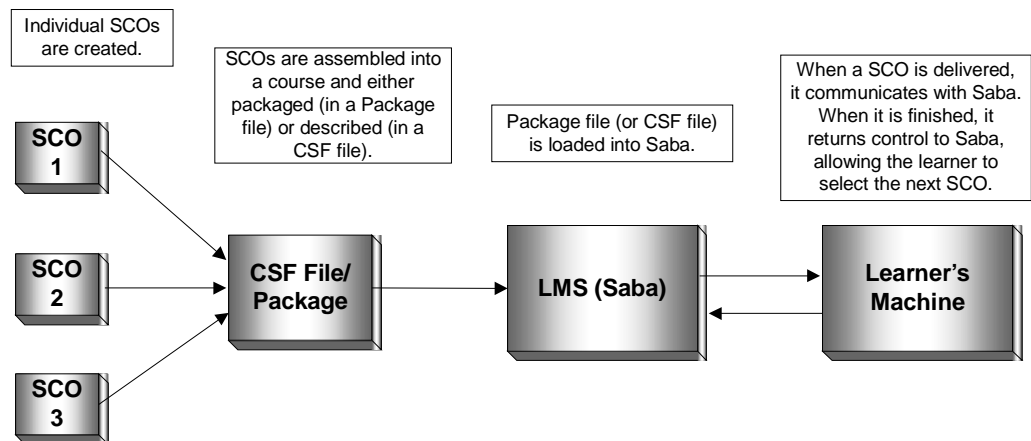 Individual SCOs
are created.
SCOs are assembled into
a course and either
packaged (in a Package
file) or described (in a
CSF file).
Package file (or CSF file)
is loaded into Saba.
When a SCO is delivered,
it communicates with Saba.
When it is finished, it
returns control to Saba,
allowing the learner to
select the next SCO.
SCO
1
SCO
2
SCO
3
CSF File/
Package
LMS (Saba)
Learner's
Machine